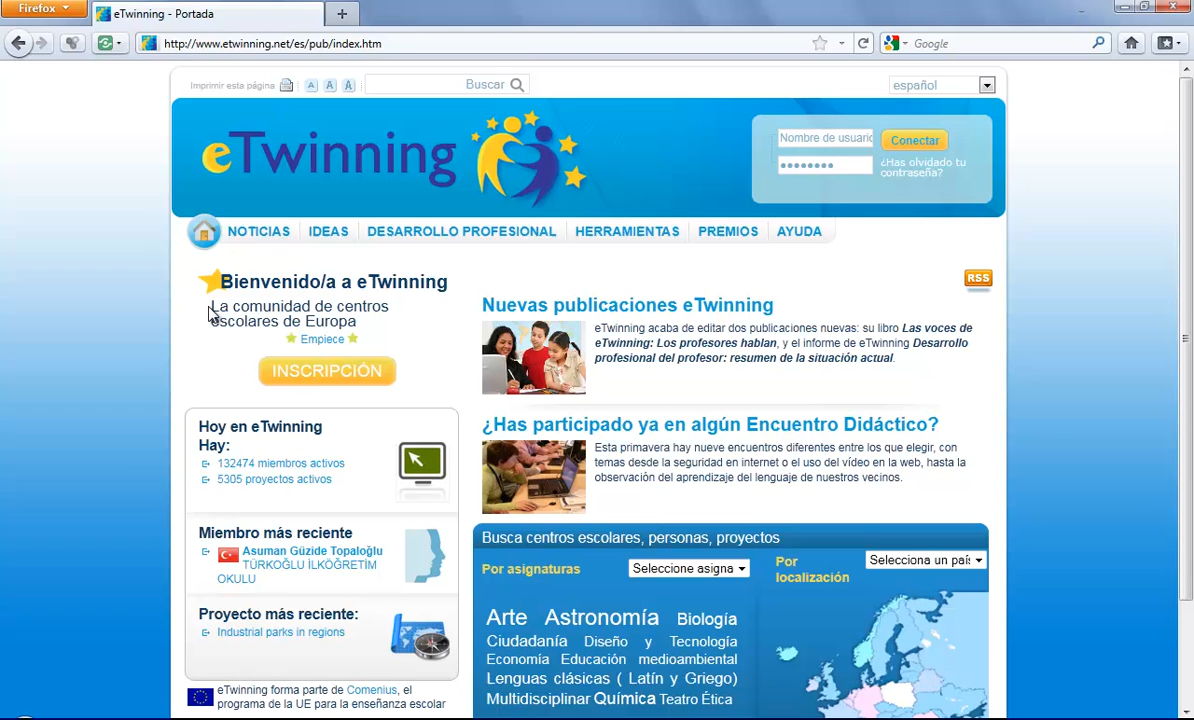 Firefox
eTwinning - Portada
http://www.etwinning.net/es/pub/index.htm
Google
Imprimir esta página
A A A
Buscar
español
eTwinning
Nombre de usuario
Conectar
¿Has olvidado tu
contraseña?
NOTICIAS IDEAS DESARROLLO PROFESIONAL HERRAMIENTAS PREMIOS AYUDA
Bienvenido/a a eTwinning
La comunidad de centros
escolares de Europa
Empiece
INSCRIPCIÓN
RSS
Nuevas publicaciones eTwinning
eTwinning acaba de editar dos publicaciones nuevas: su libro Las voces de
eTwinning: Los profesores hablan, y el informe de eTwinning Desarrollo
profesional del profesor: resumen de la situación actual.
¿Has participado ya en algún Encuentro Didáctico?
Esta primavera hay nueve encuentros diferentes entre los que elegir, con
temas desde la seguridad en internet o el uso del vídeo en la web, hasta la
observación del aprendizaje del lenguaje de nuestros vecinos.
Hoy en eTwinning
Hay:
132474 miembros activos
5305 proyectos activos
Miembro más reciente
Asuman Güzide Topaloğlu
TÜRKOĞLU İLKÖĞRETİM
OKULU
Proyecto más reciente:
Industrial parks in regions
eTwinning forma parte de Comenius, el
programa de la UE para la enseñanza escolar
Busca centros escolares, personas, proyectos
Por asignaturas
Seleccione asigna
Por
localización
Selecciona un país
Arte Astronomía Biología
Ciudadanía Diseño y Tecnología
Economía Educación medioambiental
Lenguas clásicas ( Latín y Griego)
Multidisciplinar Química Teatro Ética